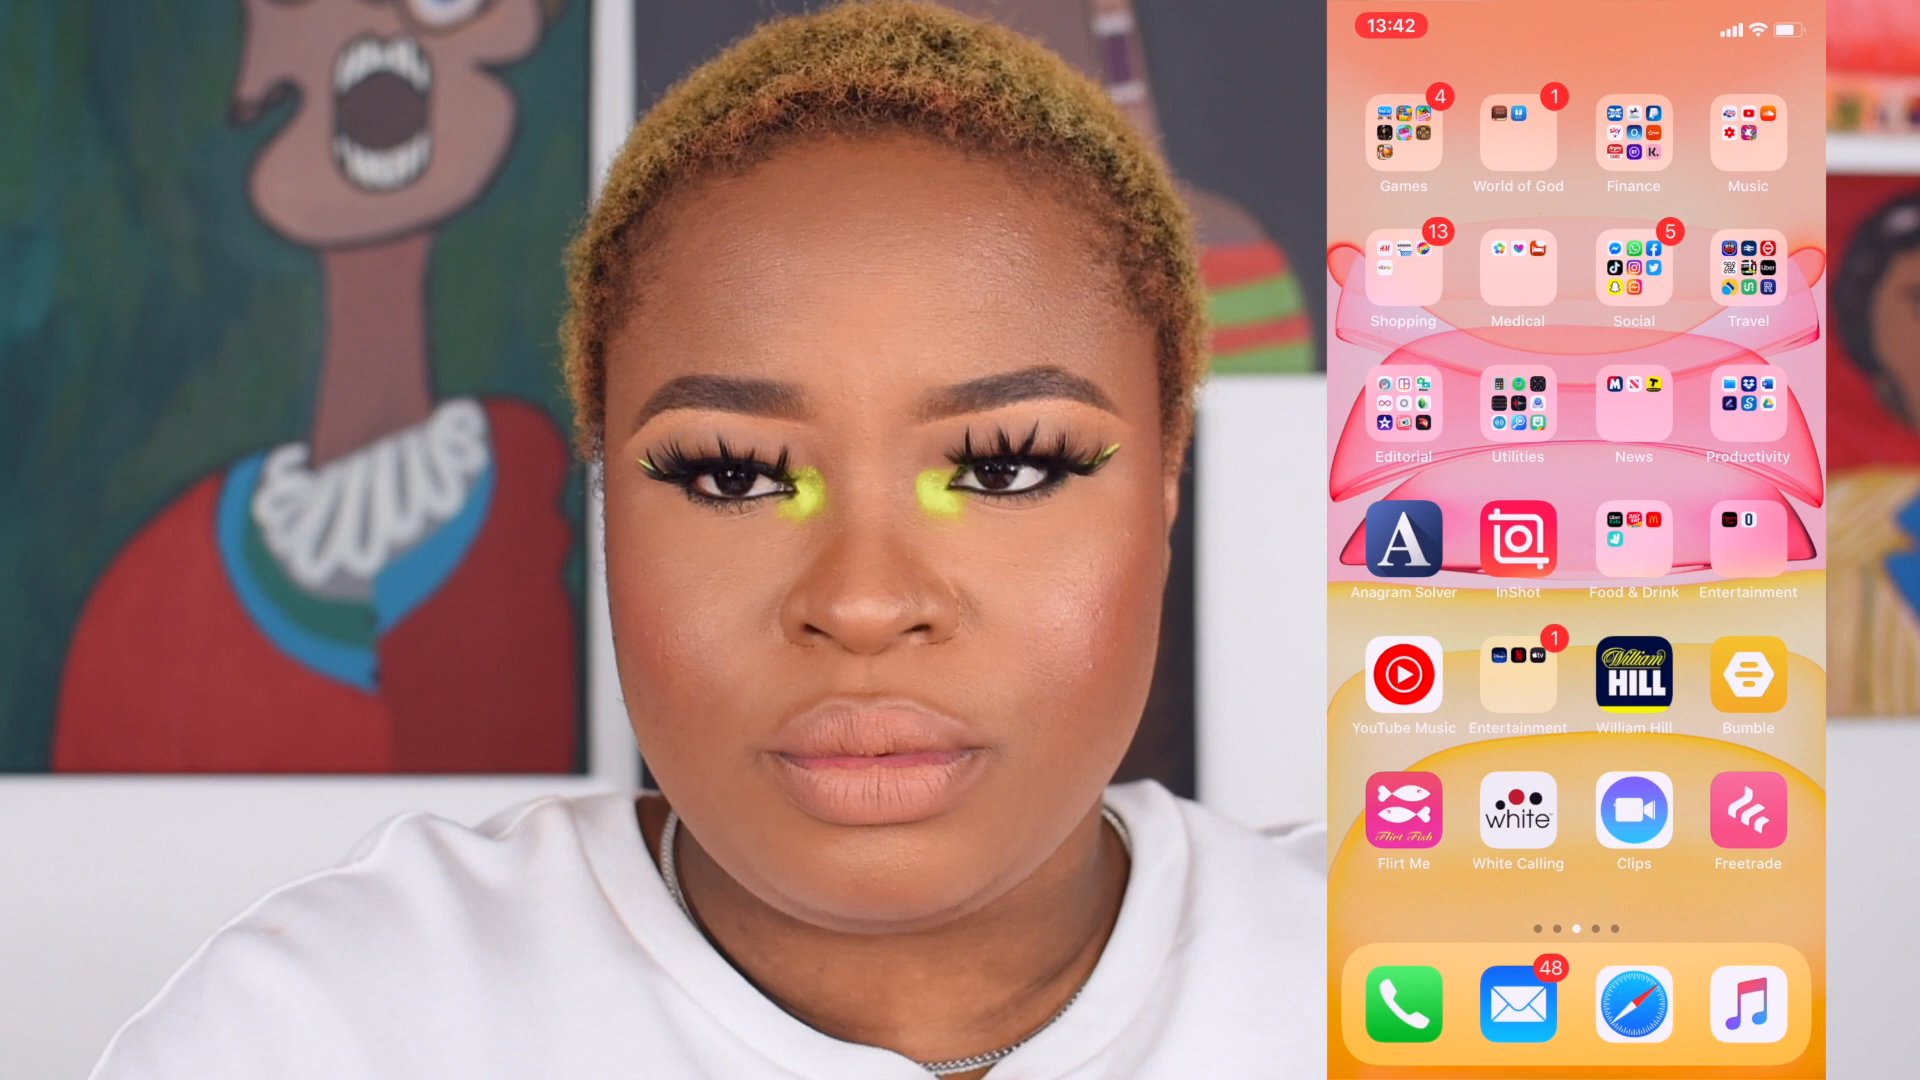 13:42
4
1
Games
World of God
Finance
Music
13
5
Shopping
Medical
Social
Travel
Editorial
Utilities
News
Productivity
A
Anagram Solver
InShot
Food & Drink
Entertainment
1
William
HILL
YouTube Music
Entertainment
William Hill
Bumble
Flirt Fish
white
Flirt Me
White Calling
Clips
Freetrade
48